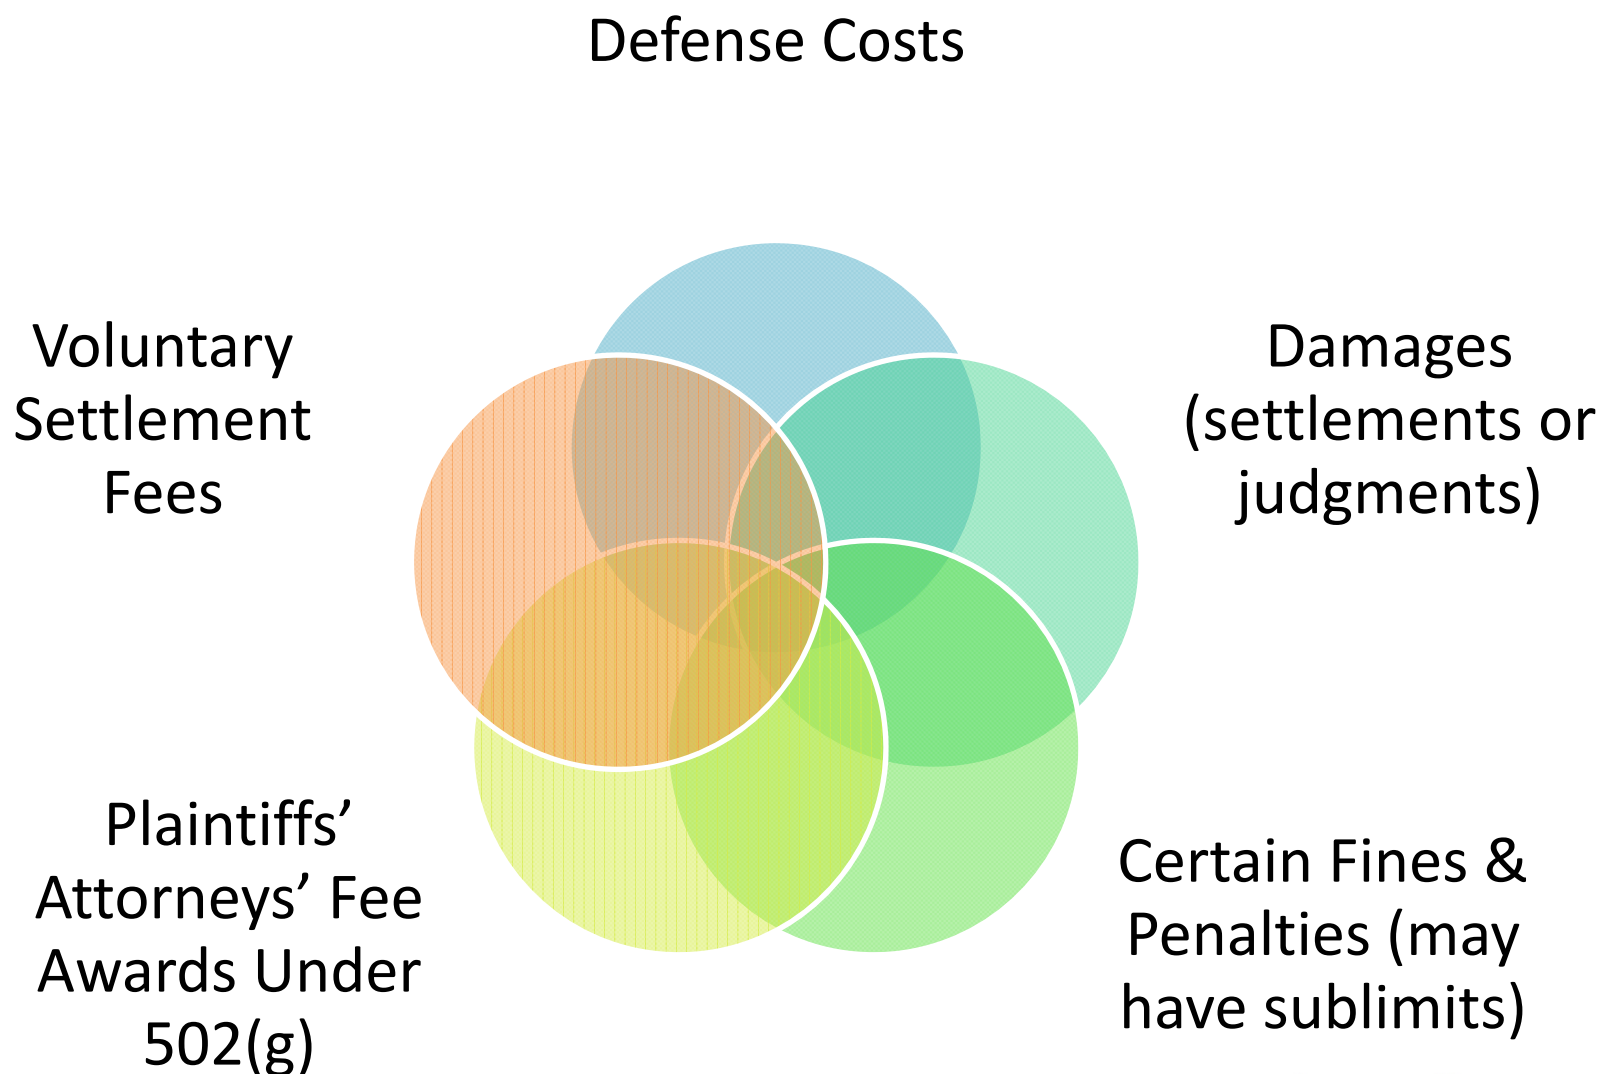 Defense Costs
Voluntary
Settlement
Fees
Damages
(settlements or
judgments)
Plaintiffs’
Attorneys’ Fee
Awards Under
502(g)
Certain Fines &
Penalties (may
have sublimits)